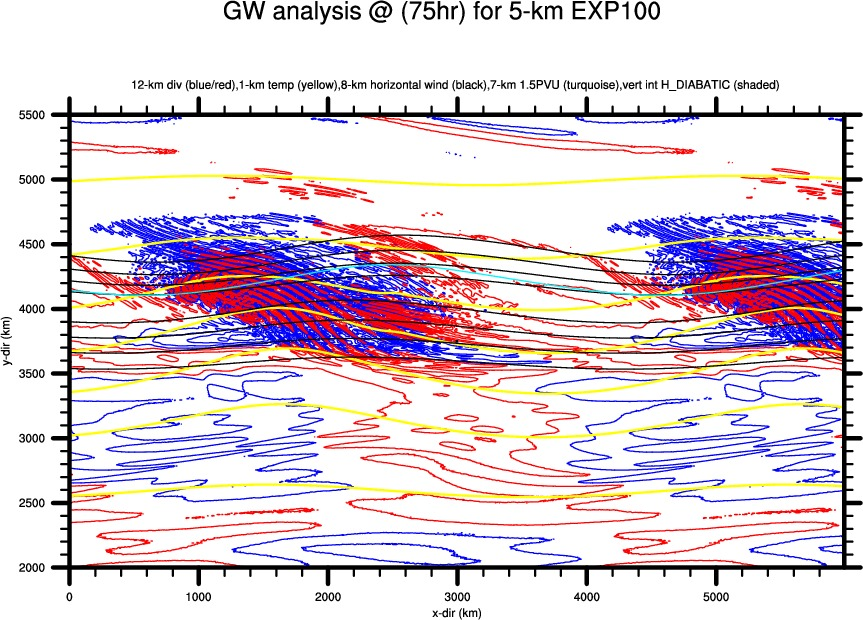 GW analysis @ (75hr) for 5-km EXP100
12-km div (blue/red),1-km temp (yellow),8-km horizontal wind (black),7-km 1.5PVU (turquoise),vert int H_DIABATIC (shaded)
5500
5000
4500
4000
3500
3000
2500
2000
y-dir (km)
0 1000 2000 3000 4000 5000
x-dir (km)